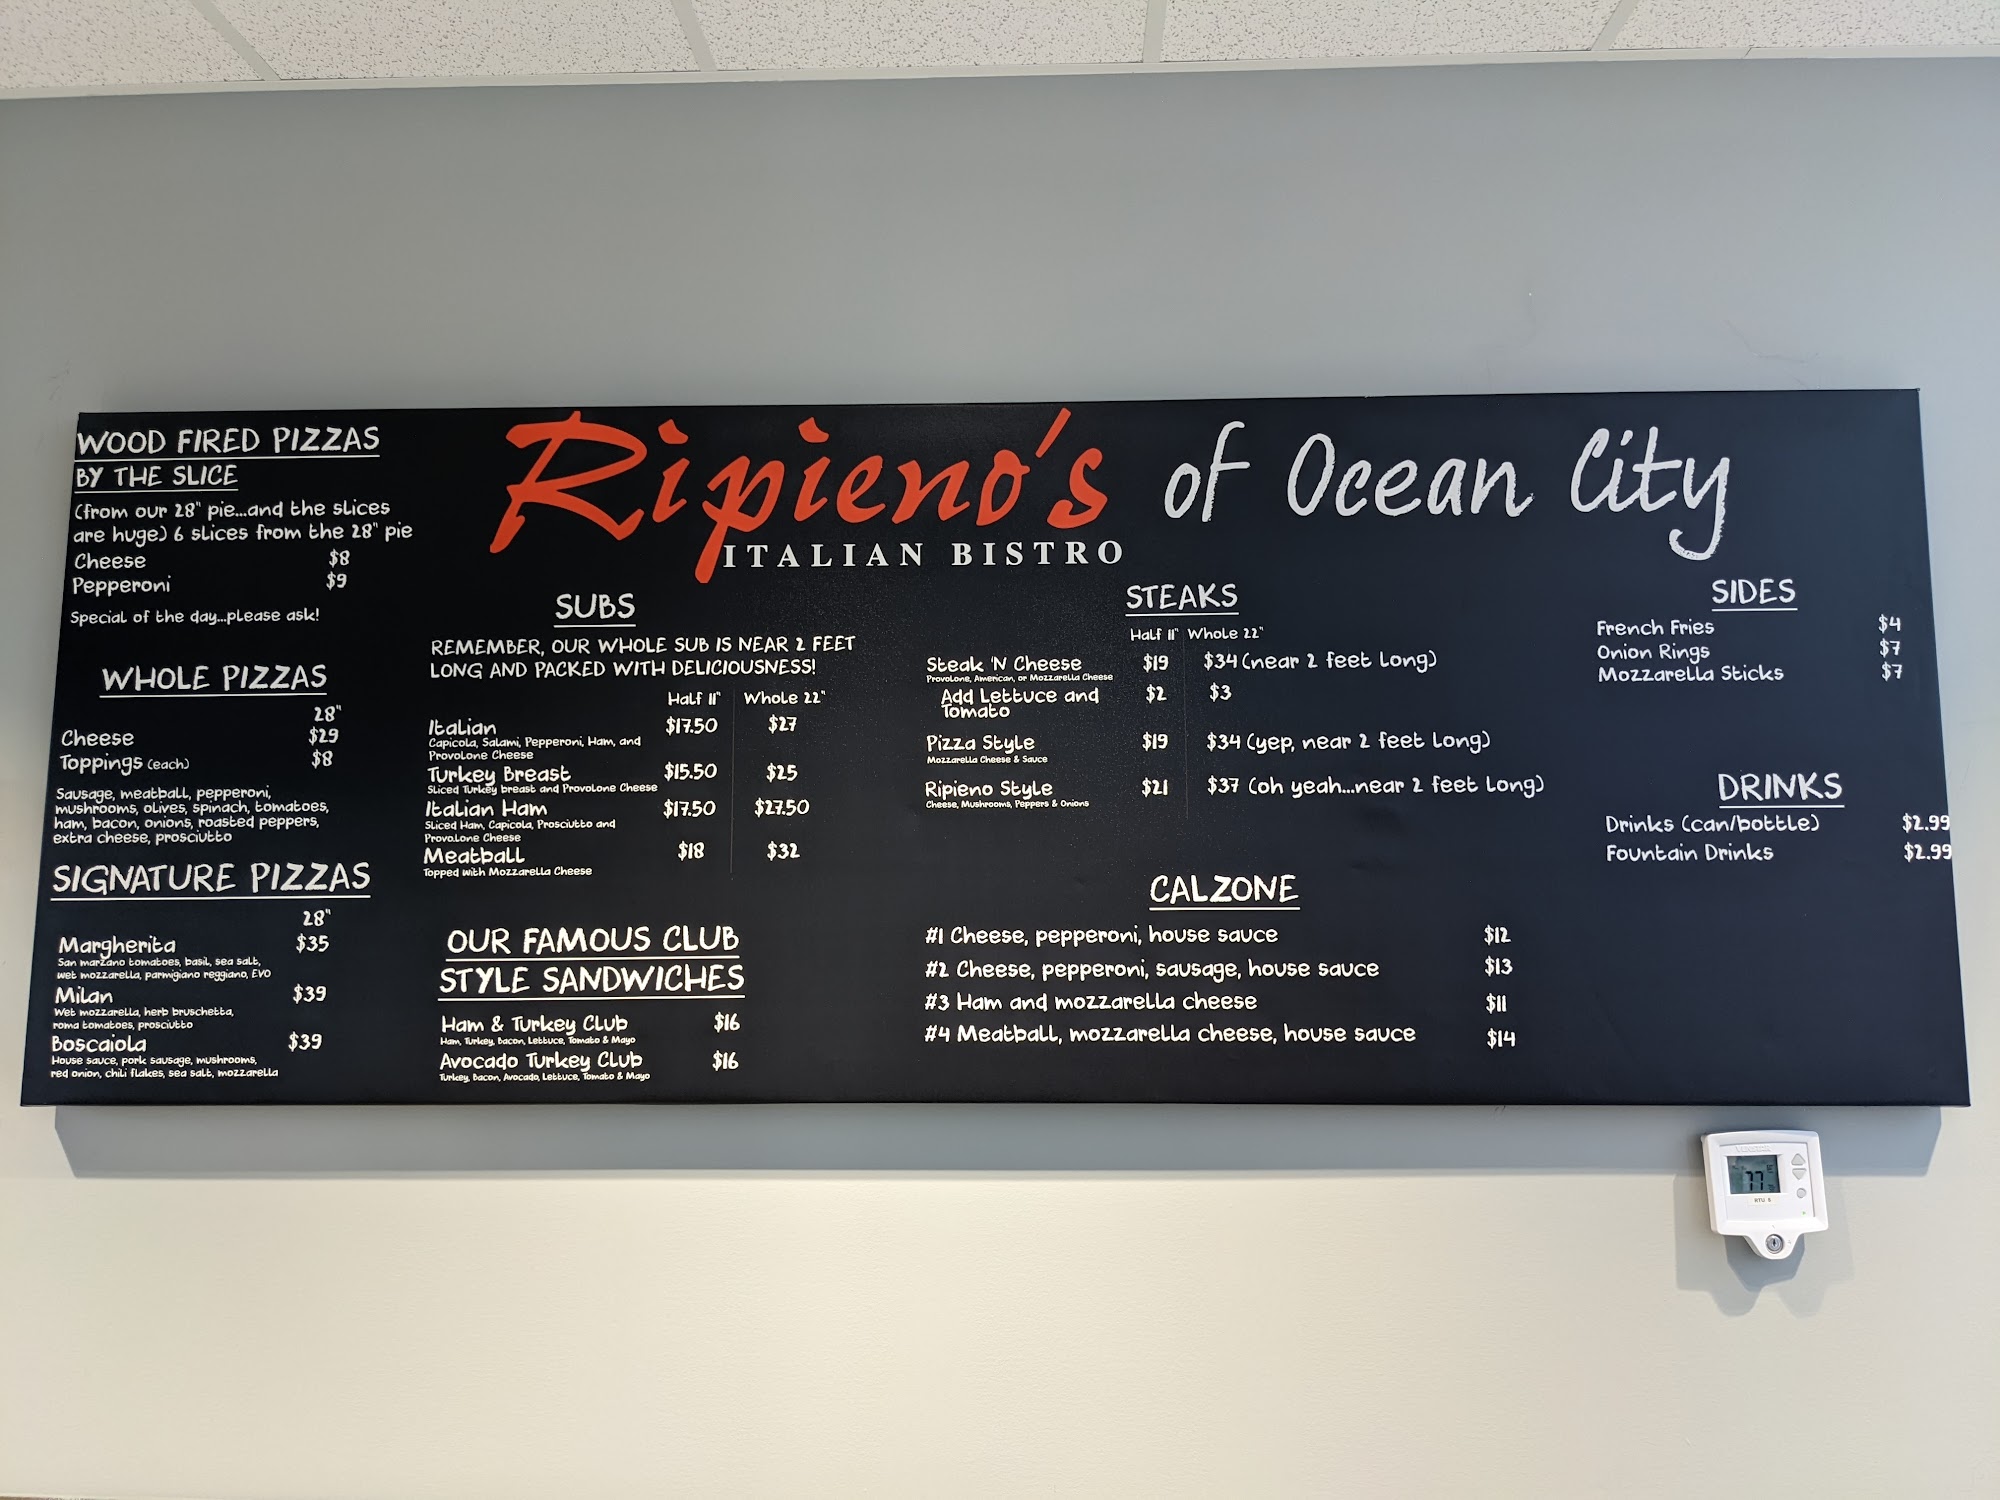 Ripieno's of Ocean City
ITALIAN BISTRO
WOOD FIRED PIZZAS
BY THE SLICE
(from our 28" pie...and the slices
are huge) 6 slices from the 28" pie
Cheese $8
Pepperoni $9
Special of the day...please ask!
WHOLE PIZZAS
28"
Cheese $29
Toppings (each) $8
Sausage, meatball, pepperoni,
mushrooms, olives, spinach, tomatoes,
ham, bacon, onions, roasted peppers,
extra cheese, prosciutto
SIGNATURE PIZZAS
28"
Margherita $35
San marzano tomatoes, basil, sea salt,
wet mozzarella, parmigiano reggiano, EVO
Milan $39
Wet mozzarella, herb bruschetta,
roma tomatoes, prosciutto
Boscaiola $39
House sauce, pork sausage, mushrooms,
red onion, chili flakes, sea salt, mozzarella
SUBS
REMEMBER, OUR WHOLE SUB IS NEAR 2 FEET
LONG AND PACKED WITH DELICIOUSNESS!
Half 11" Whole 22"
Italian $17.50 $27
Capicola, Salami, Pepperoni, Ham, and
Provolone Cheese
Turkey Breast $15.50 $25
Sliced Turkey breast and Provolone Cheese
Italian Ham $17.50 $27.50
Sliced Ham, Capicola, Prosciutto and
Provalone Cheese
Meatball $18 $32
Topped with Mozzarella Cheese
OUR FAMOUS CLUB
STYLE SANDWICHES
Ham & Turkey Club $16
Ham, Turkey, Bacon, Lettuce, Tomato & Mayo
Avocado Turkey Club $16
Turkey, Bacon, Avocado, Lettuce, Tomato & Mayo
STEAKS
Half 11" Whole 22"
Steak 'N Cheese $19 $34 (near 2 feet long)
Provolone, American, or Mozzarella Cheese
Add Lettuce and $2 $3
Tomato
Pizza Style $19 $34 (yep, near 2 feet long)
Mozzarella Cheese & Sauce
Ripieno Style $21 $37 (oh yeah...near 2 feet long)
Cheese, Mushrooms, Peppers & Onions
CALZONE
#1 Cheese, pepperoni, house sauce $12
#2 Cheese, pepperoni, sausage, house sauce $13
#3 Ham and mozzarella cheese $11
#4 Meatball, mozzarella cheese, house sauce $14
SIDES
French Fries $4
Onion Rings $7
Mozzarella Sticks $7
DRINKS
Drinks (can/bottle) $2.99
Fountain Drinks $2.99
77
RTU 6